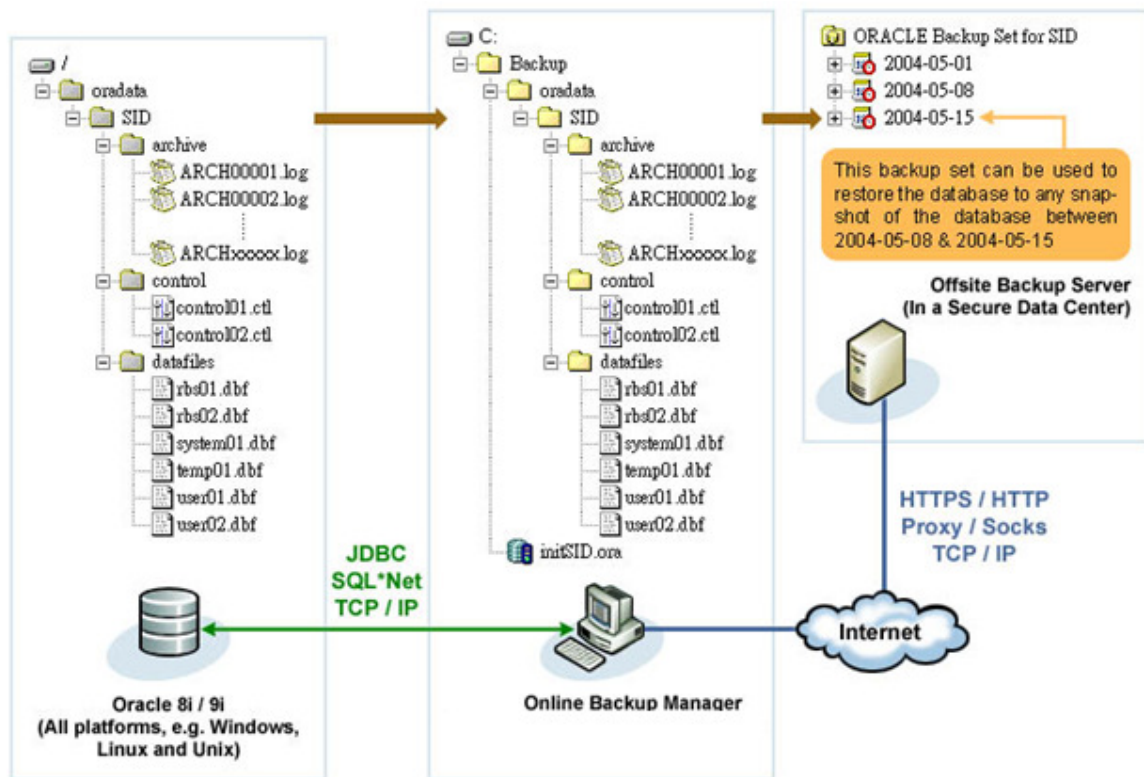 /
oradata
SID
archive
ARCH00001.log
ARCH00002.log
ARCHxxxxx.log
control
control01.ctl
control02.ctl
datafiles
rbs01.dbf
rbs02.dbf
system01.dbf
temp01.dbf
user01.dbf
user02.dbf
Oracle 8i / 9i
(All platforms, e.g. Windows,
Linux and Unix)
JDBC
SQL*Net
TCP / IP
C:
Backup
oradata
SID
archive
ARCH00001.log
ARCH00002.log
ARCHxxxxx.log
control
control01.ctl
control02.ctl
datafiles
rbs01.dbf
rbs02.dbf
system01.dbf
temp01.dbf
user01.dbf
user02.dbf
initSID.ora
Online Backup Manager
ORACLE Backup Set for SID
2004-05-01
2004-05-08
2004-05-15
This backup set can be used to
restore the database to any snap-
shot of the database between
2004-05-08 & 2004-05-15
Offsite Backup Server
(In a Secure Data Center)
HTTPS / HTTP
Proxy / Socks
TCP / IP
Internet